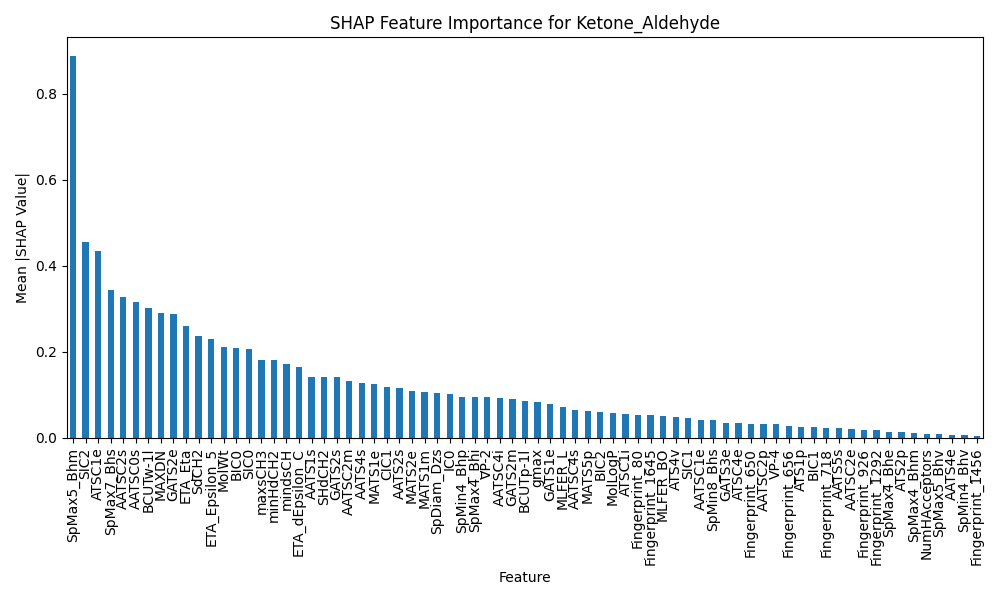 SHAP Feature Importance for Ketone_Aldehyde
Mean |SHAP Value|
0.8
0.6
0.4
0.2
0.0
SpMax5_Bhm
SIC2
ATSC1e
SpMax7_Bhs
AATSC2s
AATSC0s
BCUTw-1l
MAXDN
GATS2e
ETA_Eta
SdCH2
ETA_Epsilon_5
MolWt
BIC0
SIC0
maxsCH3
minHdCH2
mindsCH
ETA_dEpsilon_C
AATS1s
SHdCH2
GATS2s
AATSC2m
AATS4s
MATS1e
CIC1
AATS2s
MATS2e
MATS1m
SpDiam_Dzs
IC0
SpMin4_Bhp
SpMax4_Bhi
VP-2
AATSC4i
GATS2m
BCUTp-1l
gmax
GATS1e
MLFER_L
AATSC4s
MATS5p
BIC2
MolLogP
ATSC1i
Fingerprint_80
Fingerprint_1645
MLFER_BO
ATS4v
SIC1
AATSC1p
SpMin8_Bhs
GATS3e
ATSC4e
Fingerprint_650
AATSC2p
VP-4
Fingerprint_656
ATS1p
BIC1
Fingerprint_718
AATS5s
AATSC2e
Fingerprint_926
Fingerprint_1292
SpMax4_Bhe
ATS2p
SpMax4_Bhm
NumHAcceptors
SpMax5_Bhv
AATS4v
SpMin4_Bhv
Fingerprint_1456
Feature